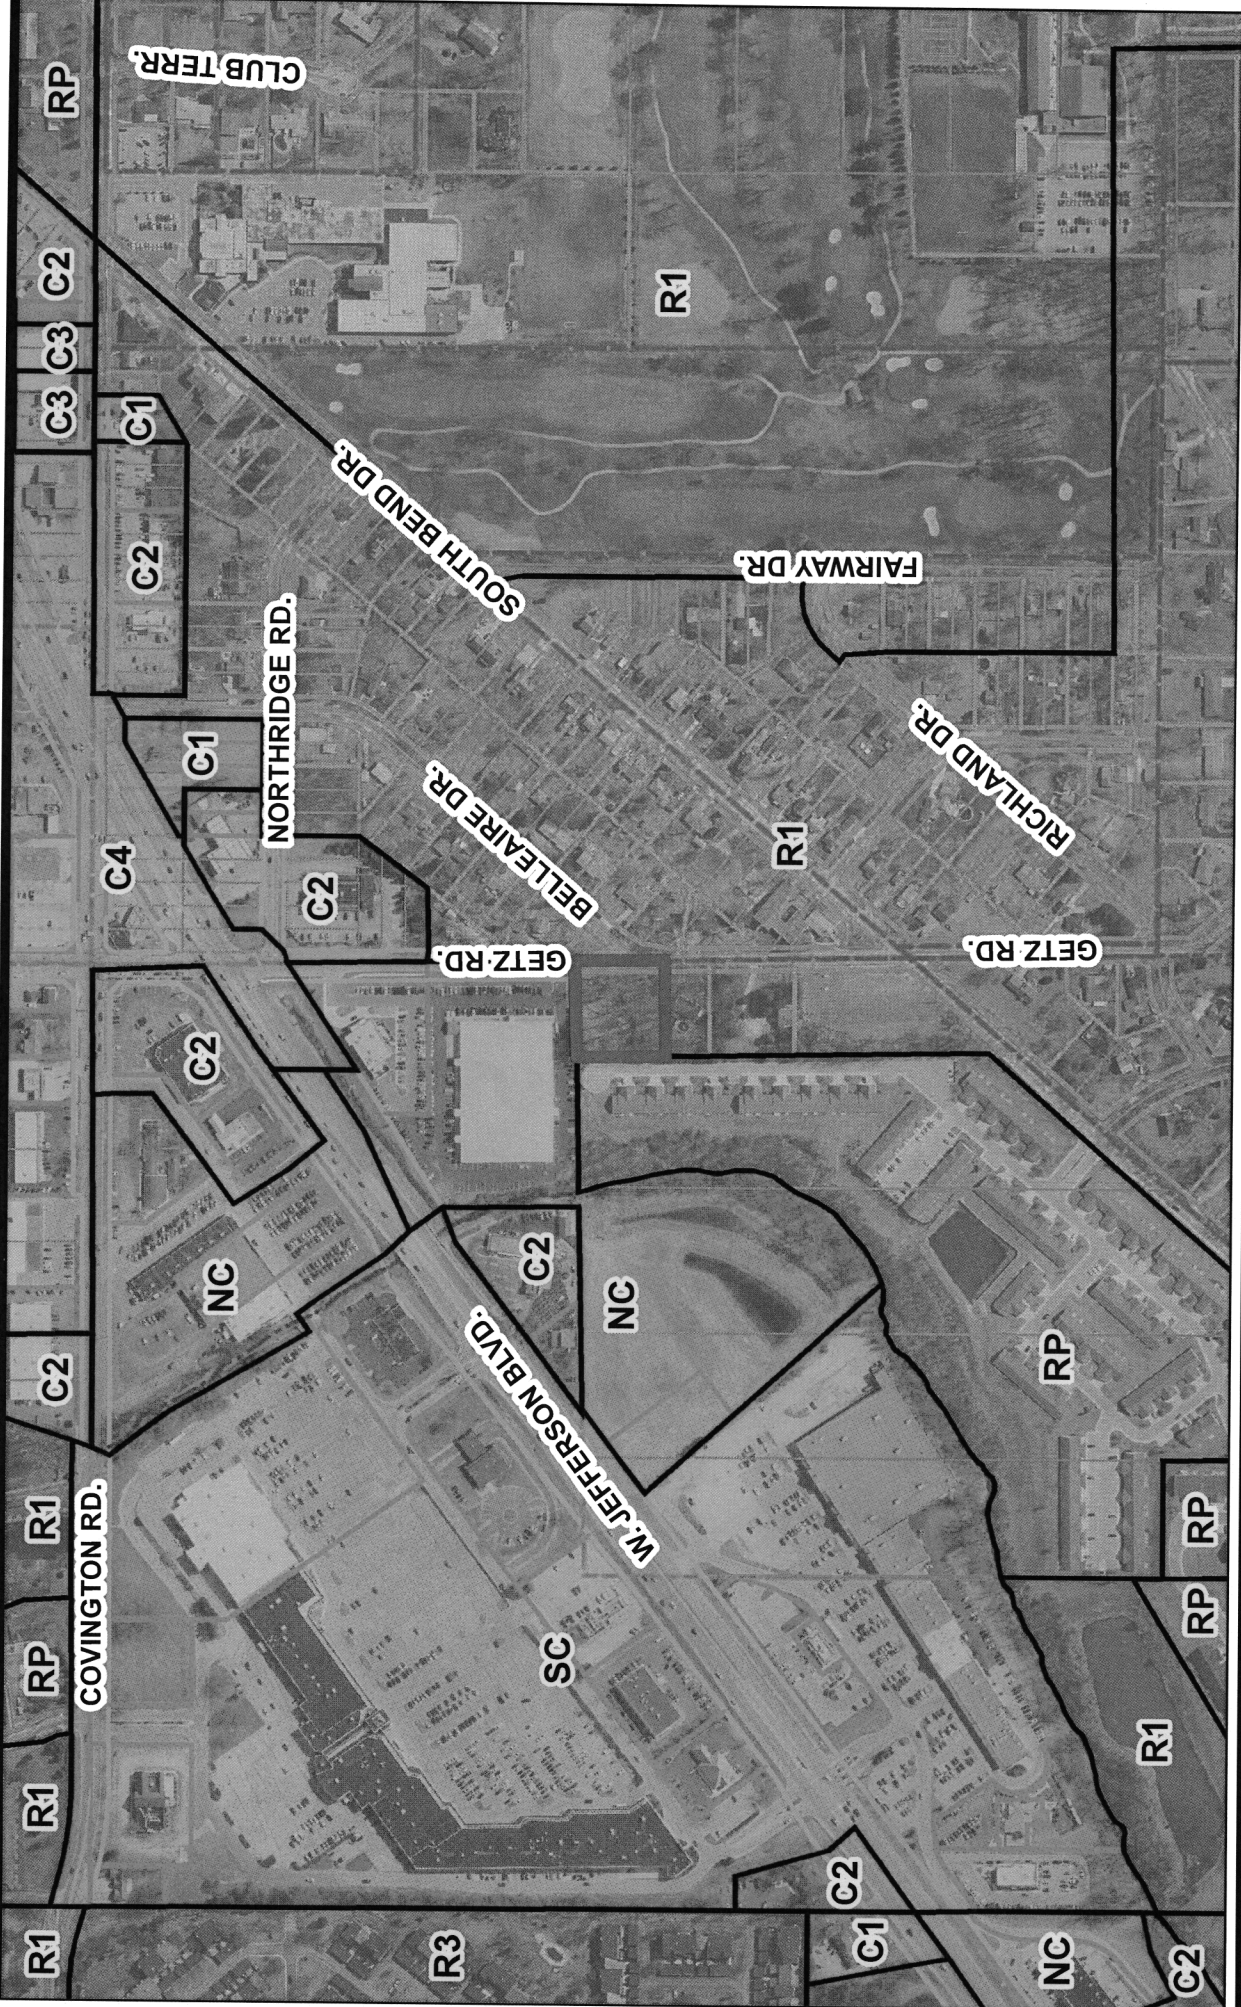 RP
CLUB TERR.
C2
C3
C3
C1
C2
R1
SOUTH BEND DR.
FAIRWAY DR.
NORTHRIDGE RD.
C1
C4
C2
BELLEAIRE DR.
R1
RICHLAND DR.
GETZ RD.
GETZ RD.
C2
NC
C2
NC
C2
W. JEFFERSON BLVD.
RP
R1
COVINGTON RD.
RP
RP
RP
SC
R1
R1
C2
R1
R3
C1
NC
C2